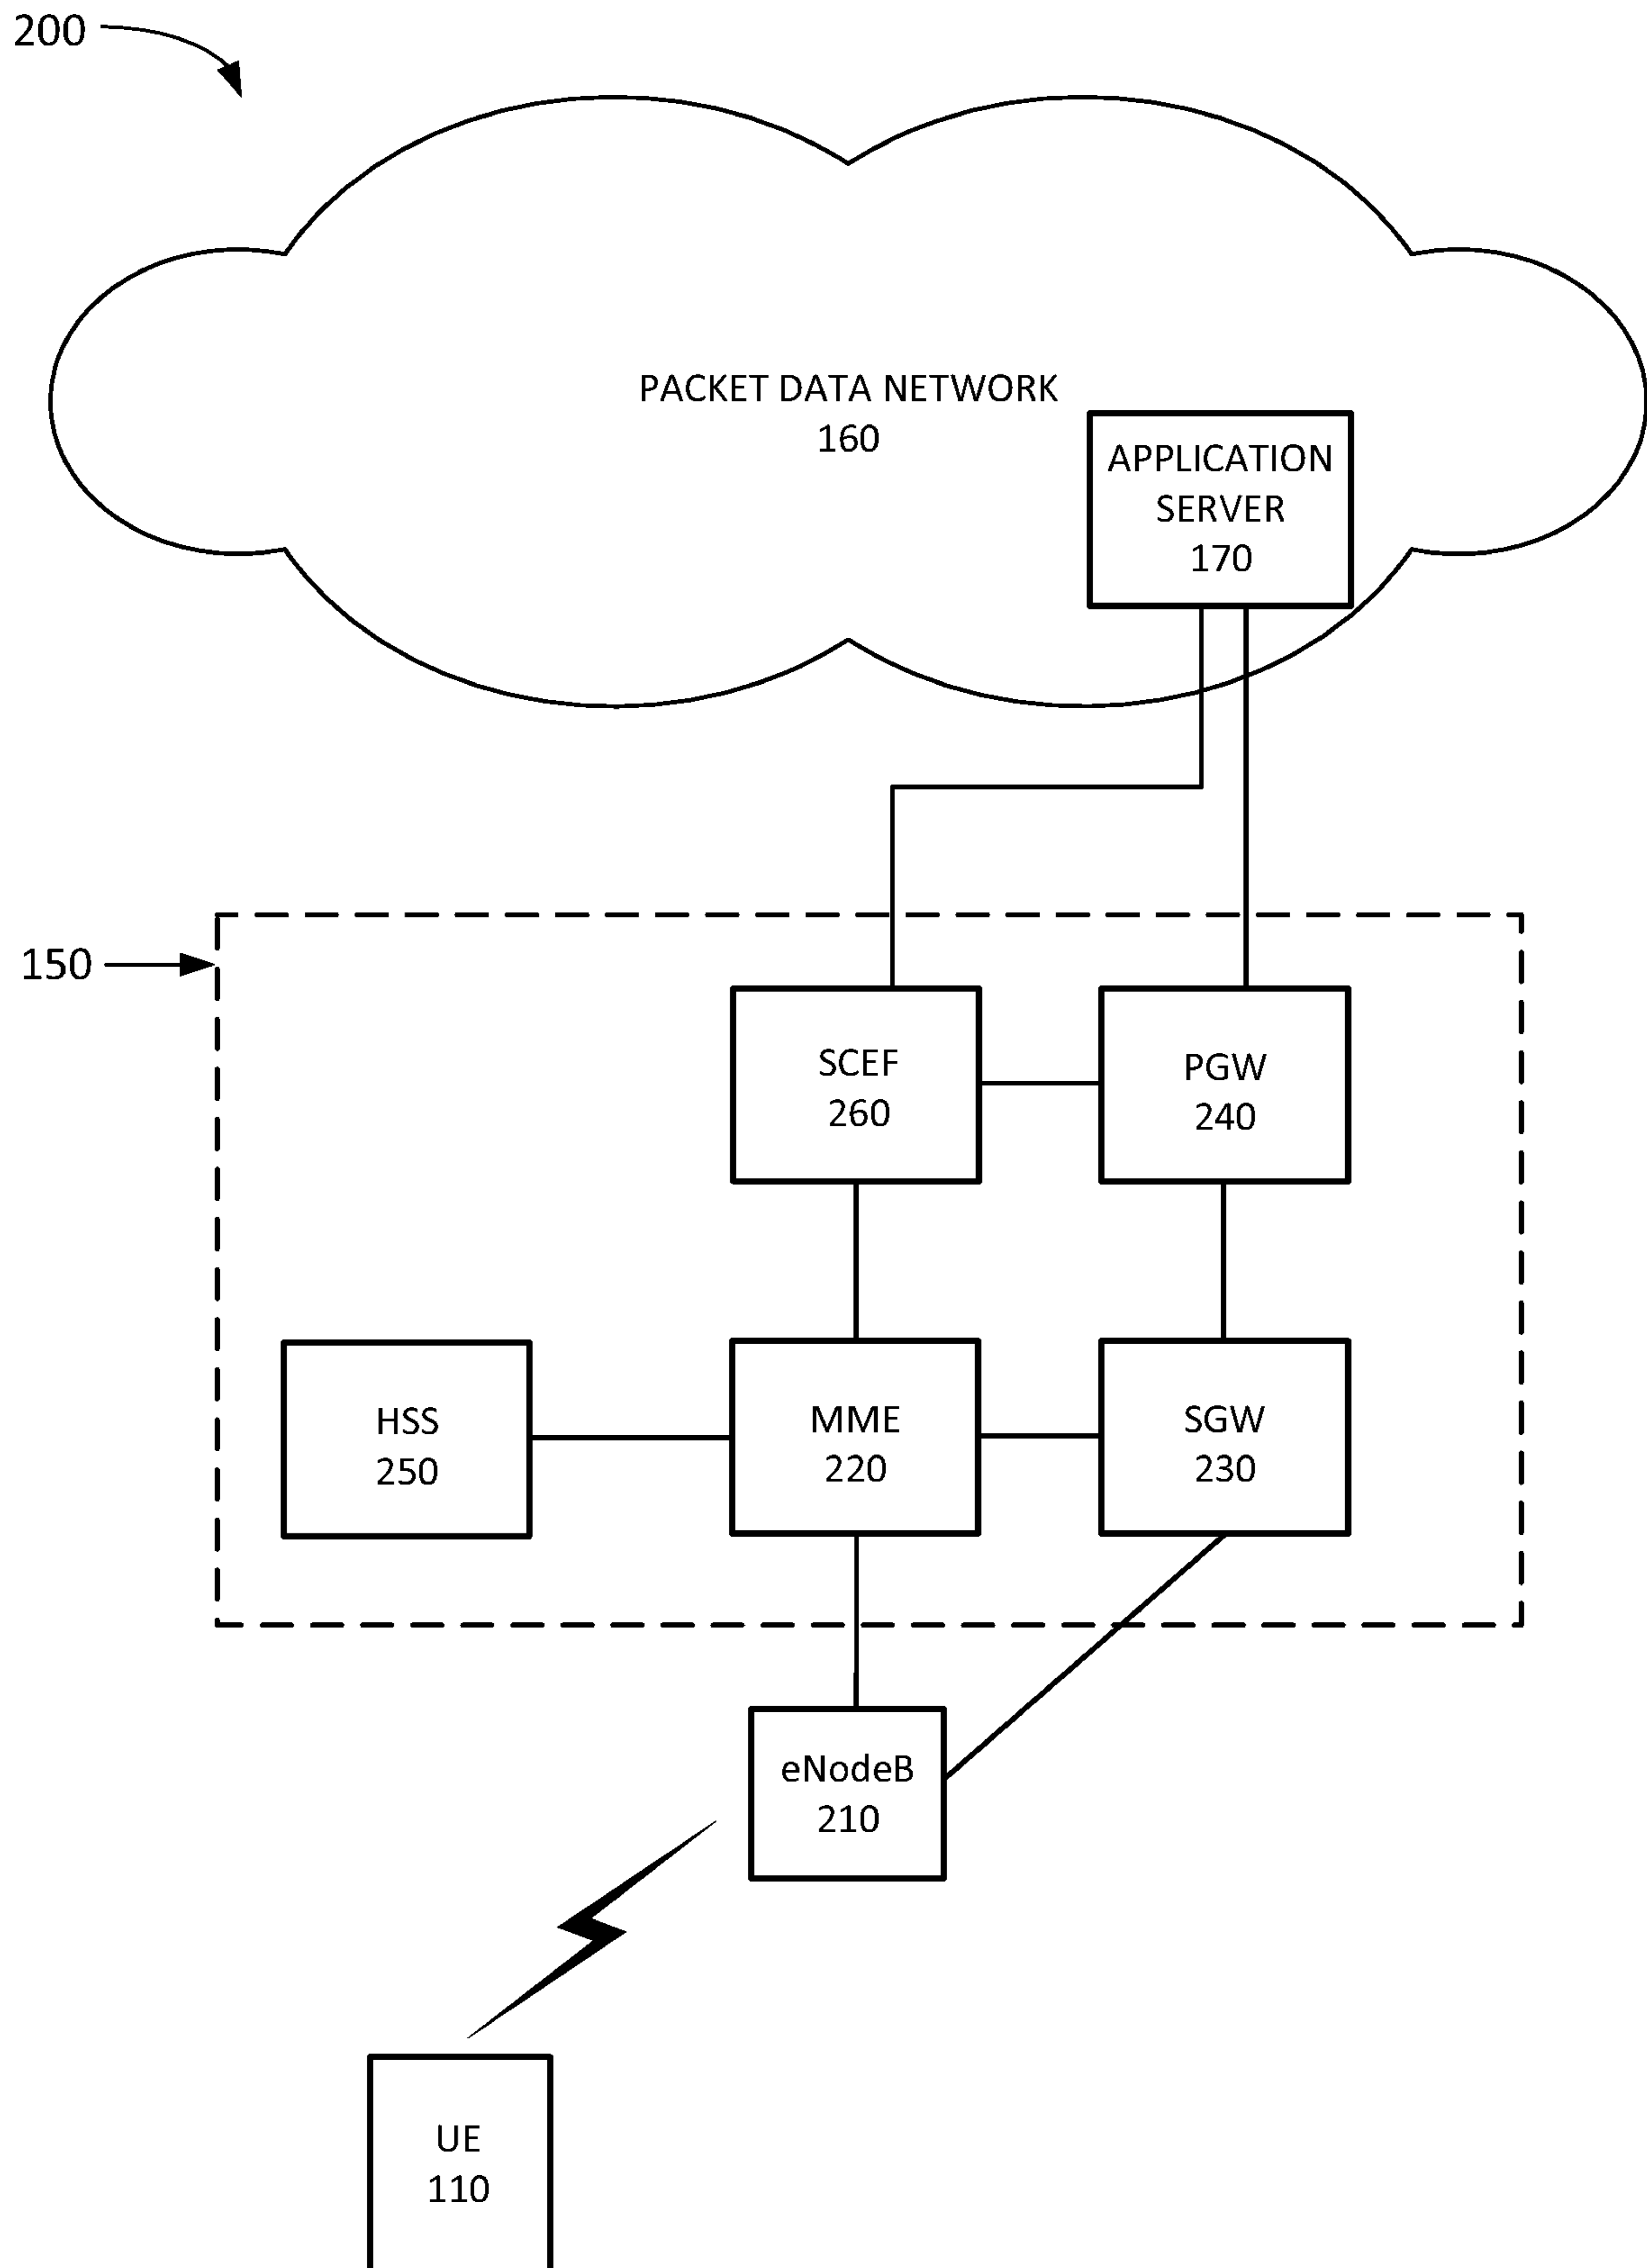 200
PACKET DATA NETWORK
160
APPLICATION
SERVER
170
150
SCEF
260
PGW
240
HSS
250
MME
220
SGW
230
eNodeB
210
UE
110